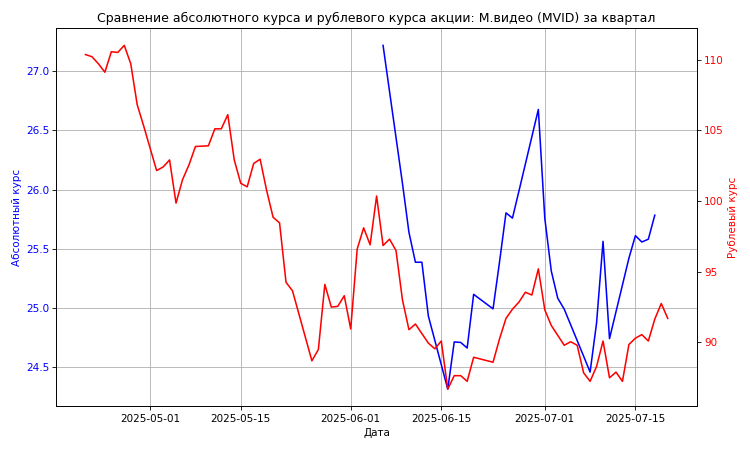 Сравнение абсолютного курса и рублевого курса акции: М.видео (MVID) за квартал
27.0
26.5
26.0
25.5
25.0
24.5
Абсолютный курс
110
105
100
95
90
Рублевый курс
2025-05-01 2025-05-15 2025-06-01 2025-06-15 2025-07-01 2025-07-15
Дата